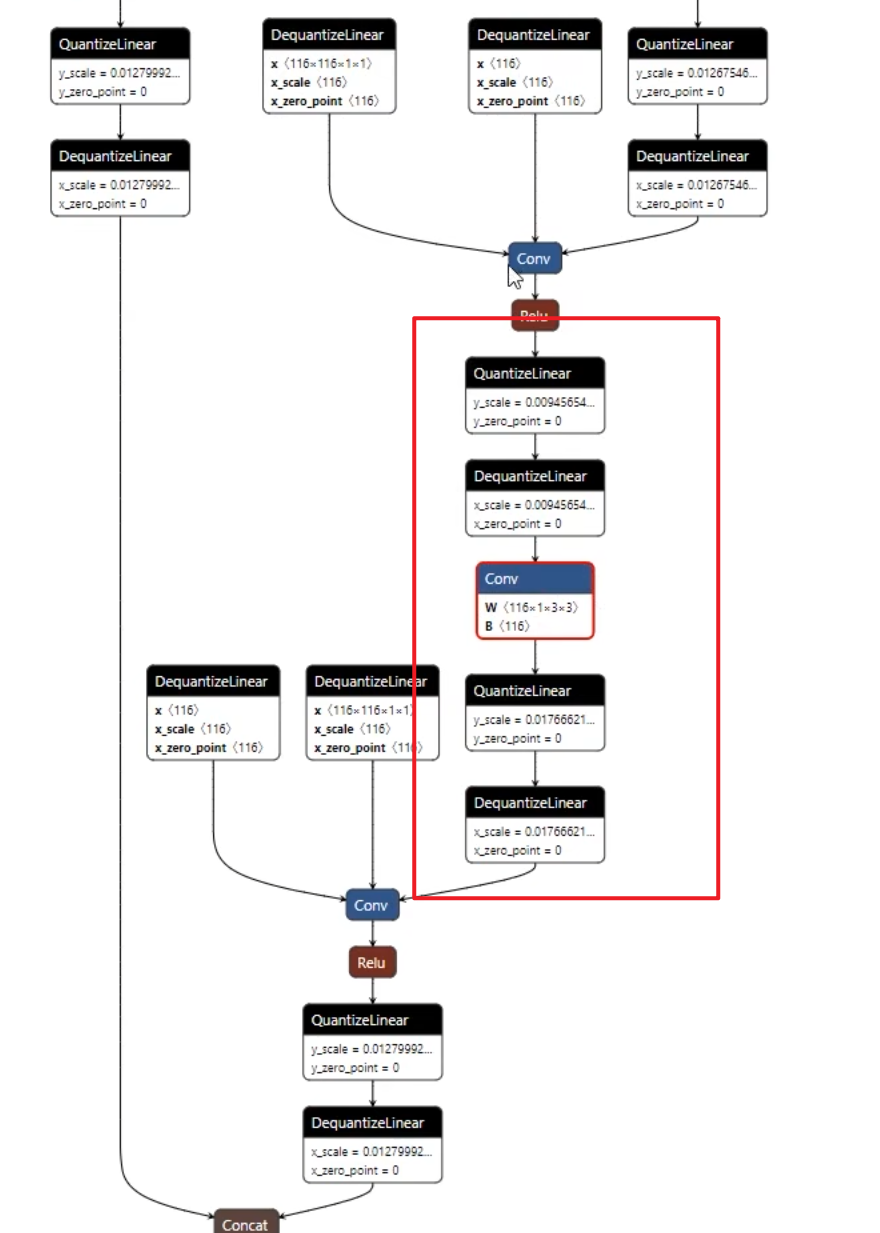 QuantizeLinear
y_scale = 0.01279992...
y_zero_point = 0
DequantizeLinear
x 〈116×116×1×1〉
x_scale 〈116〉
x_zero_point 〈116〉
DequantizeLinear
x 〈116〉
x_scale 〈116〉
x_zero_point 〈116〉
QuantizeLinear
y_scale = 0.01267546...
y_zero_point = 0
DequantizeLinear
x_scale = 0.01279992...
x_zero_point = 0
DequantizeLinear
x_scale = 0.01267546...
x_zero_point = 0
Conv
Relu
QuantizeLinear
y_scale = 0.00945654...
y_zero_point = 0
DequantizeLinear
x_scale = 0.00945654...
x_zero_point = 0
Conv
W 〈116×1×3×3〉
B 〈116〉
DequantizeLinear
x 〈116〉
x_scale 〈116〉
x_zero_point 〈116〉
DequantizeLinear
x 〈116×116×1×1〉
x_scale 〈116〉
x_zero_point 〈116〉
QuantizeLinear
y_scale = 0.01766621...
y_zero_point = 0
DequantizeLinear
x_scale = 0.01766621...
x_zero_point = 0
Conv
Relu
QuantizeLinear
y_scale = 0.01279992...
y_zero_point = 0
DequantizeLinear
x_scale = 0.01279992...
x_zero_point = 0
Concat